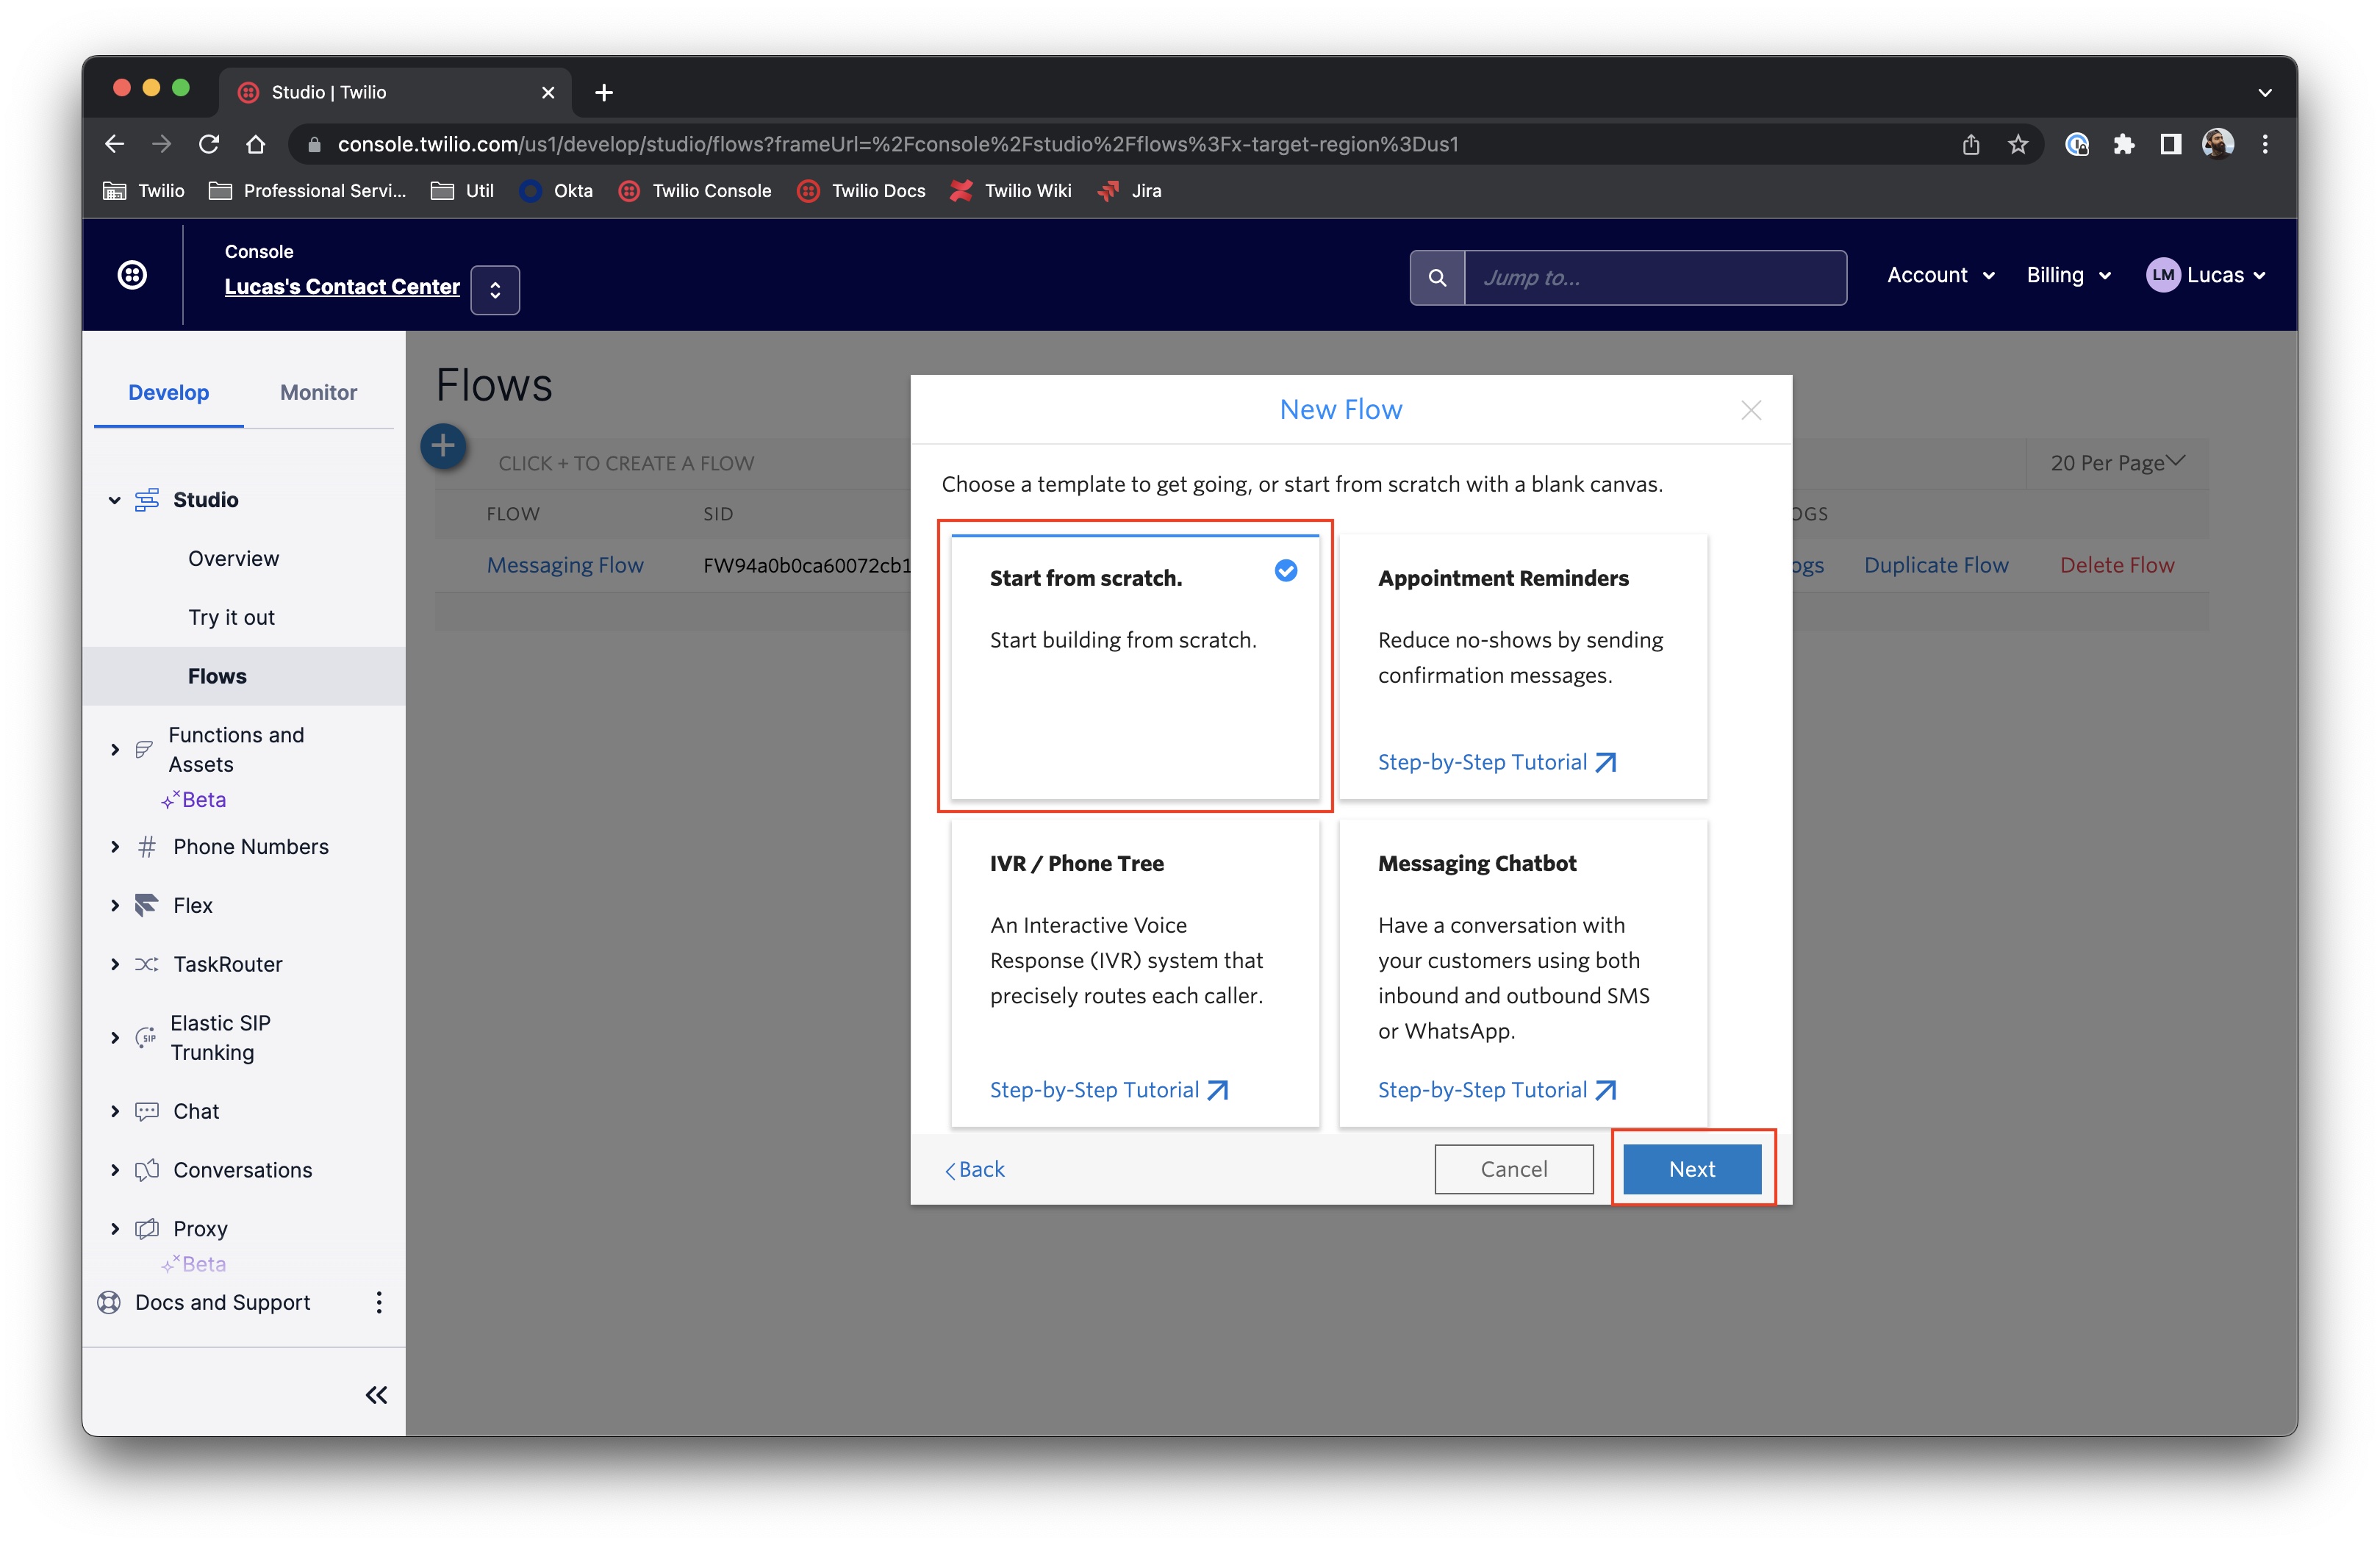 Studio | Twilio
console.twilio.com/us1/develop/studio/flows?frameUrl=%2Fconsole%2Fstudio%2Fflows%3Fx-target-region%3Dus1
Twilio Professional Servi... Util Okta Twilio Console Twilio Docs Twilio Wiki Jira
Console
Lucas's Contact Center
Jump to...
Account
Billing
LM Lucas
Develop Monitor
Studio
Overview
Try it out
Flows
Functions and
Assets
Beta
# Phone Numbers
Flex
TaskRouter
Elastic SIP
Trunking
SIP
Chat
Conversations
Proxy
Beta
Docs and Support
Flows
CLICK + TO CREATE A FLOW
20 Per Page
FLOW SID OGS
Messaging Flow FW94a0b0ca60072cb1 ogs Duplicate Flow Delete Flow
New Flow
Choose a template to get going, or start from scratch with a blank canvas.
Start from scratch.
Start building from scratch.
Appointment Reminders
Reduce no-shows by sending
confirmation messages.
Step-by-Step Tutorial
IVR / Phone Tree
An Interactive Voice
Response (IVR) system that
precisely routes each caller.
Step-by-Step Tutorial
Messaging Chatbot
Have a conversation with
your customers using both
inbound and outbound SMS
or WhatsApp.
Step-by-Step Tutorial
Back
Cancel
Next